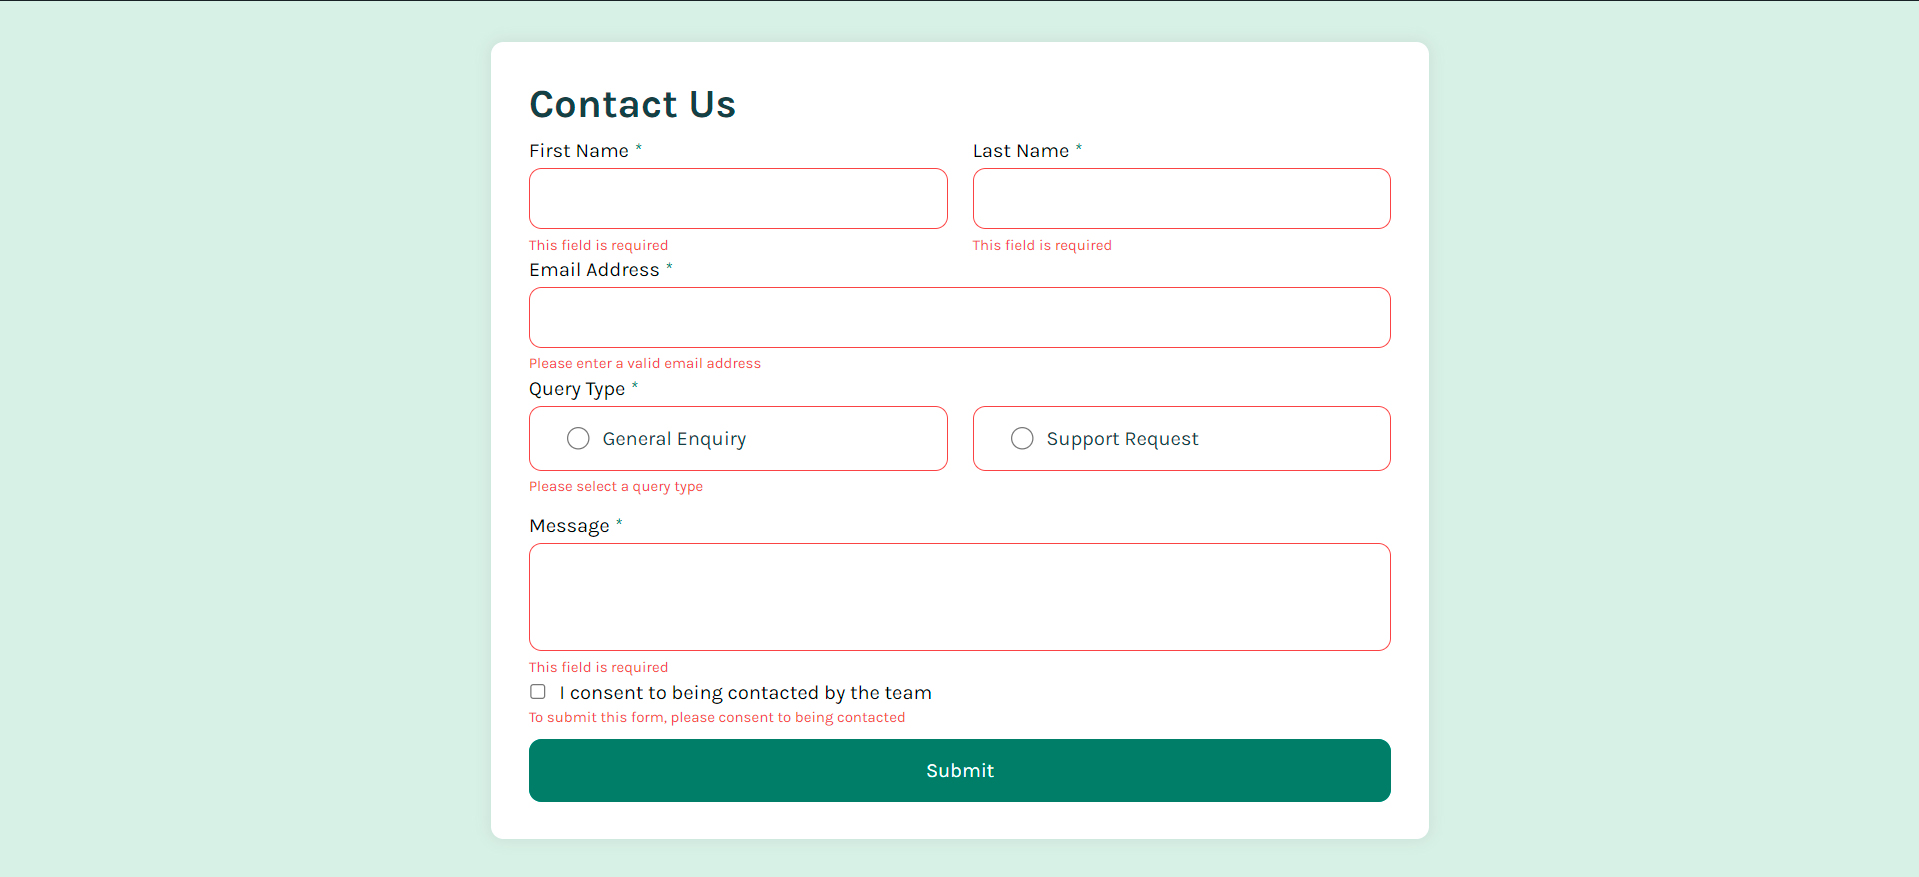 Contact Us
First Name *
Last Name *
This field is required
This field is required
Email Address *
Please enter a valid email address
Query Type *
General Enquiry
Support Request
Please select a query type
Message *
This field is required
I consent to being contacted by the team
To submit this form, please consent to being contacted
Submit